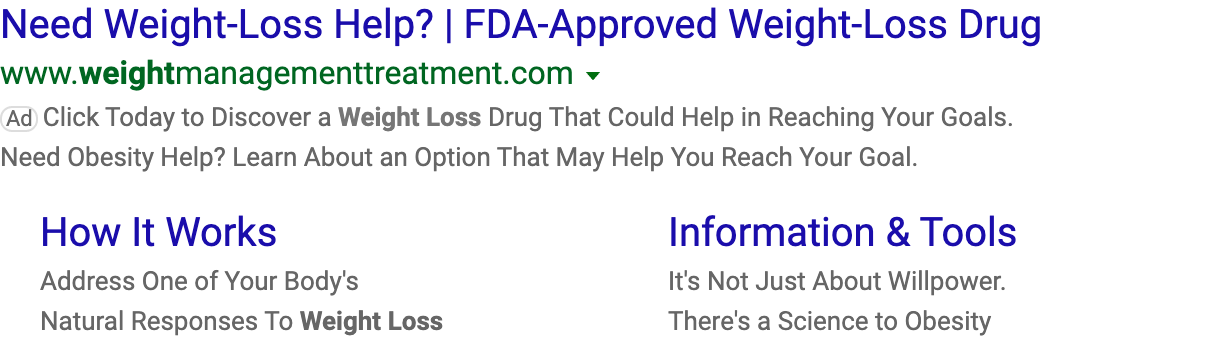 Need Weight-Loss Help? | FDA-Approved Weight-Loss Drug
www.weightmanagementtreatment.com
Ad Click Today to Discover a Weight Loss Drug That Could Help in Reaching Your Goals.
Need Obesity Help? Learn About an Option That May Help You Reach Your Goal.
How It Works
Address One of Your Body's
Natural Responses To Weight Loss
Information & Tools
It's Not Just About Willpower.
There's a Science to Obesity